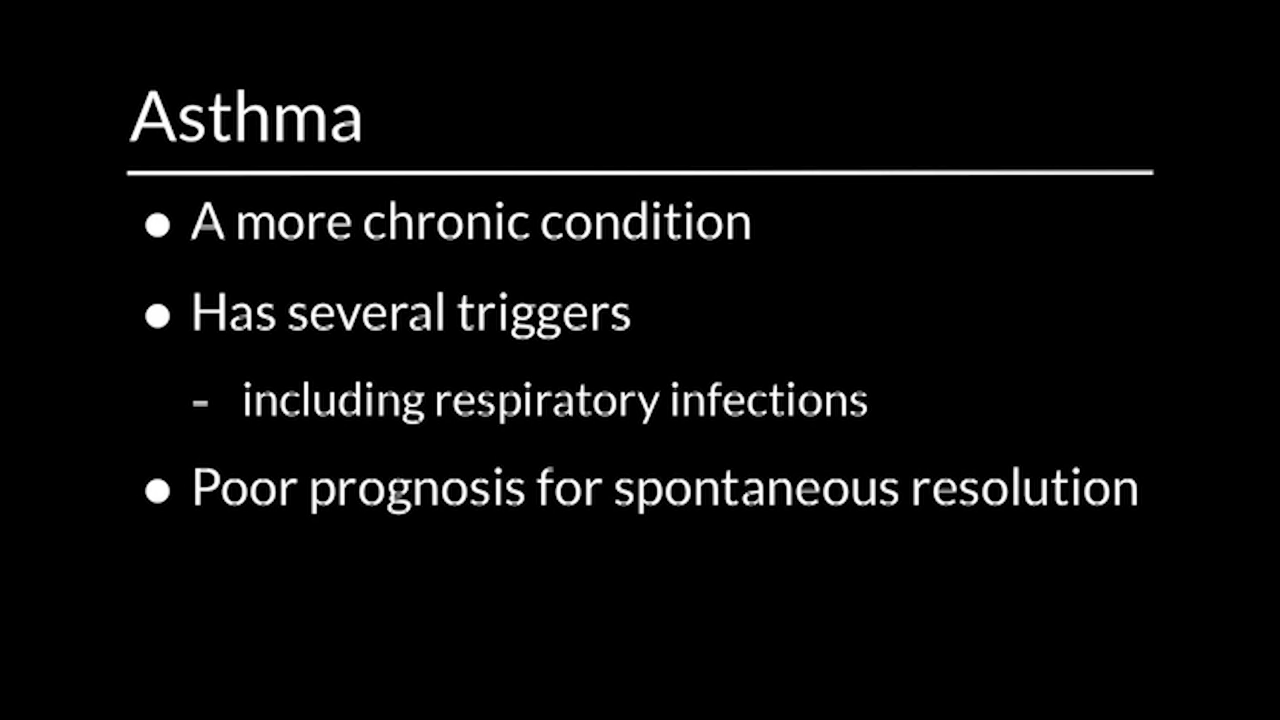 Asthma
● A more chronic condition
● Has several triggers
- including respiratory infections
● Poor prognosis for spontaneous resolution